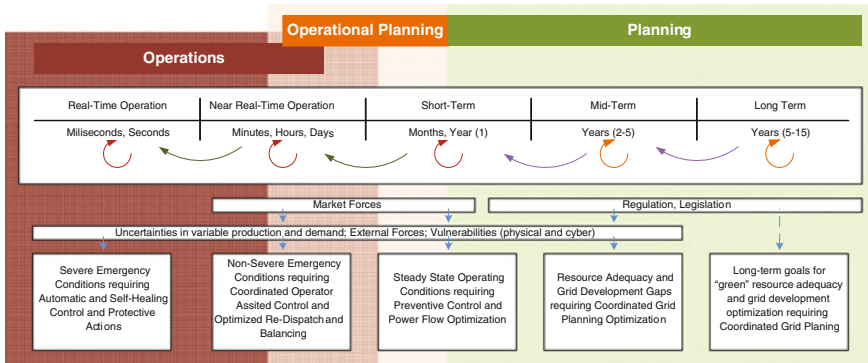 Operational Planning
Planning
Operations
Real-Time Operation
Near Real-Time Operation
Short-Term
Mid-Term
Long Term
Miliseconds, Seconds
Minutes, Hours, Days
Months, Year (1)
Years (2-5)
Years (5-15)
Market Forces
Regulation, Legislation
Uncertainties in variable production and demand; External Forces; Vulnerabilities (physical and cyber)
Severe Emergency
Conditions requiring
Automatic and Self-Healing
Control and Protective
Actions
Non-Severe Emergency
Conditions requiring
Coordinated Operator
Assited Control and
Optimized Re-Dispatch and
Balancing
Steady State Operating
Conditions requiring
Preventive Control and
Power Flow Optimization
Resource Adequacy and
Grid Development Gaps
requiring Coordinated Grid
Planning Optimization
Long-term goals for
“green” resource adequacy
and grid development
optimization requiring
Coordinated Grid Planing